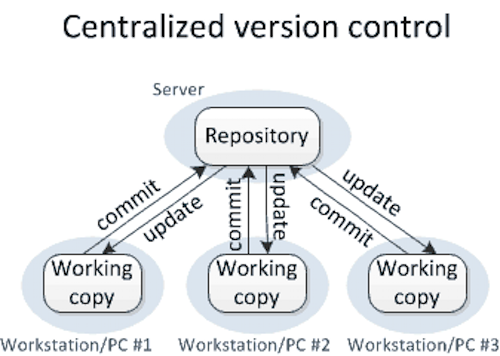 Centralized version control
Server
Repository
commit
update
commit
update
commit
update
Working
copy
Working
copy
Working
copy
Workstation/PC #1
Workstation/PC #2
Workstation/PC #3